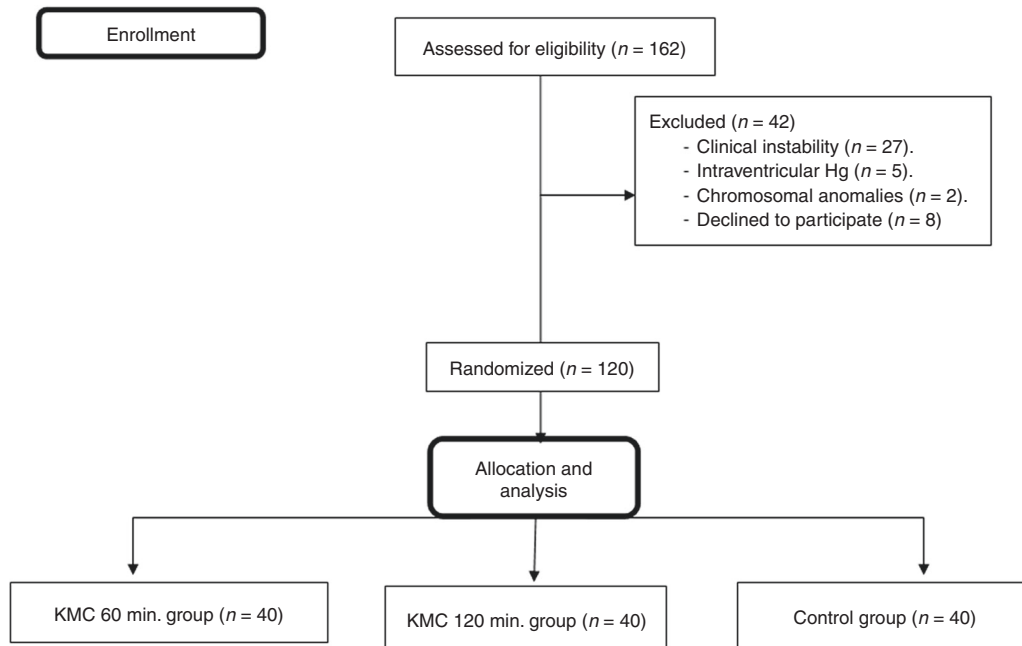 Enrollment
Assessed for eligibility (n = 162)
Excluded (n = 42)
- Clinical instability (n = 27).
- Intraventricular Hg (n = 5).
- Chromosomal anomalies (n = 2).
- Declined to participate (n = 8)
Randomized (n = 120)
Allocation and
analysis
KMC 60 min. group (n = 40)
KMC 120 min. group (n = 40)
Control group (n = 40)